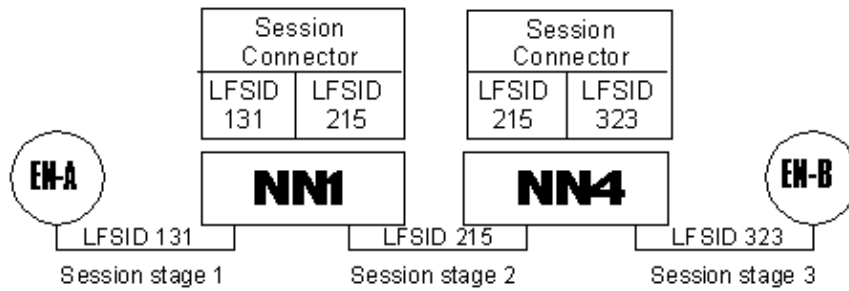 Session
Connector
LFSID
131
LFSID
215
Session
Connector
LFSID
215
LFSID
323
EN-A
NN1
NN4
EN-B
LFSID 131
LFSID 215
LFSID 323
Session stage 1
Session stage 2
Session stage 3